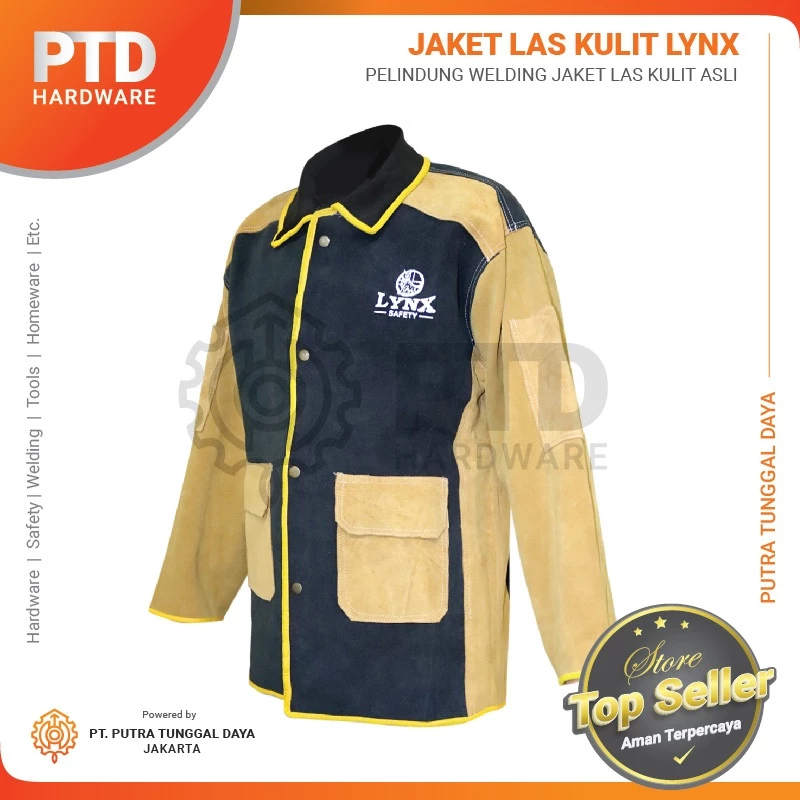 PTD
HARDWARE
JAKET LAS KULIT LYNX
PELINDUNG WELDING JAKET LAS KULIT ASLI
Hardware | Safety | Welding | Tools | Homeware | Etc.
LYNX
SAFETY
PTD
HARDWARE
PUTRA TUNGGAL DAYA
Store
Top Seller
Aman Terpercaya
Powered by
PT. PUTRA TUNGGAL DAYA
JAKARTA